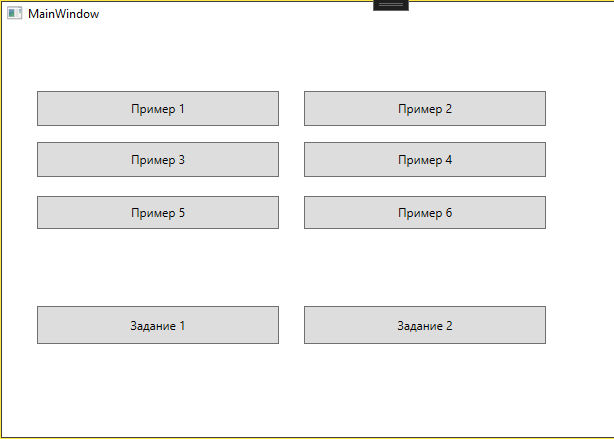 MainWindow
Пример 1
Пример 2
Пример 3
Пример 4
Пример 5
Пример 6
Задание 1
Задание 2